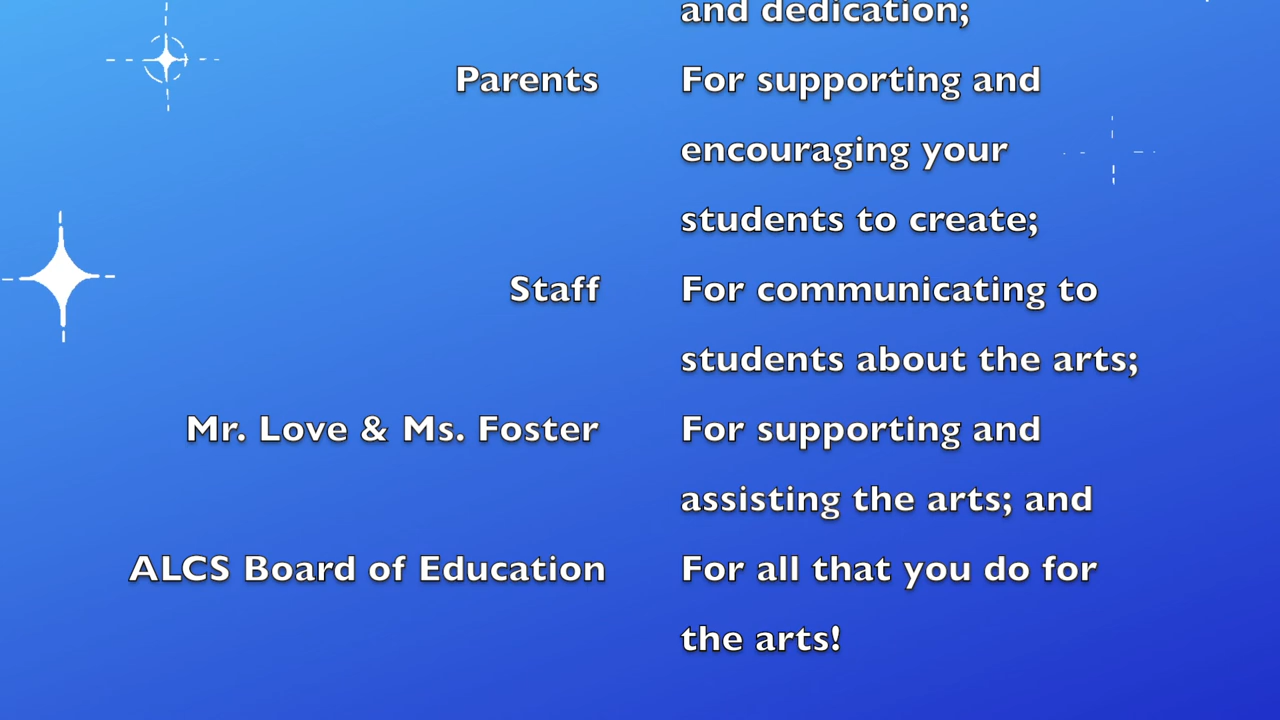 and dedication;
Parents For supporting and
encouraging your
students to create;
Staff For communicating to
students about the arts;
Mr. Love & Ms. Foster For supporting and
assisting the arts; and
ALCS Board of Education For all that you do for
the arts!